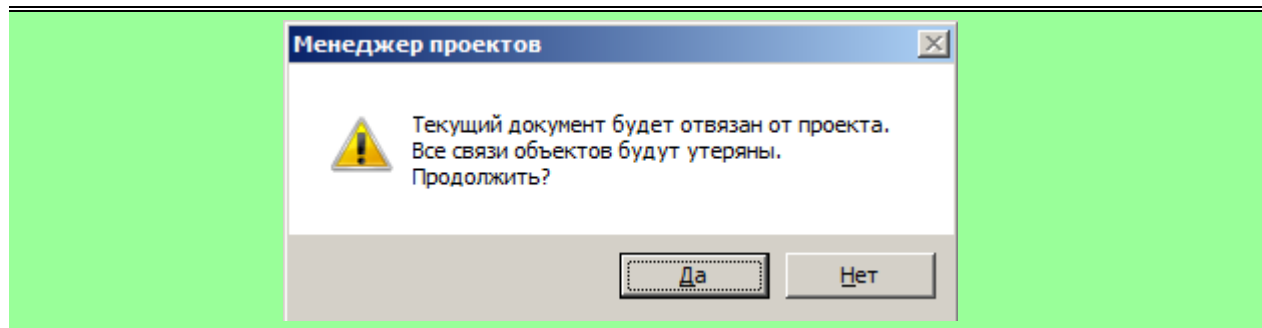 Менеджер проектов
Текущий документ будет отвязан от проекта.
Все связи объектов будут утеряны.
Продолжить?
Да
Нет